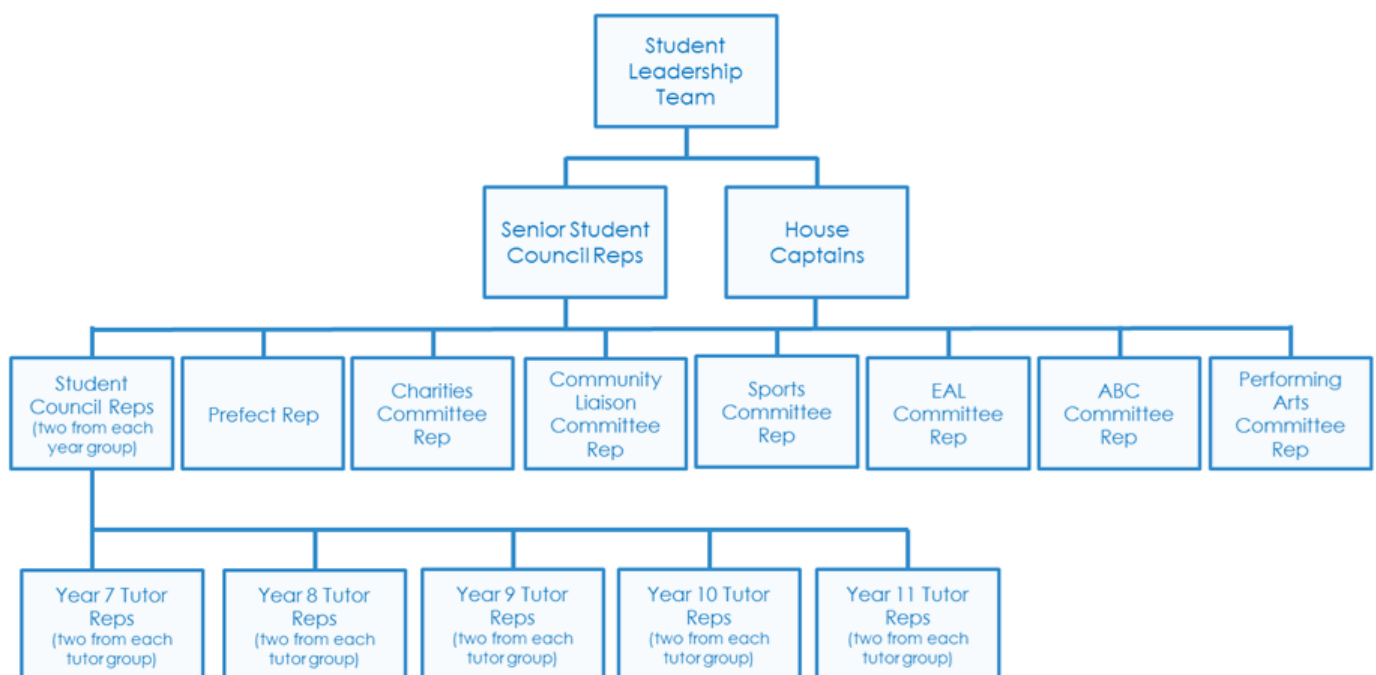 Student
Leadership
Team
Senior Student
Council Reps
House
Captains
Student
Council Reps
(two from each
year group)
Prefect Rep
Charities
Committee
Rep
Community
Liaison
Committee
Rep
Sports
Committee
Rep
EAL
Committee
Rep
ABC
Committee
Rep
Performing
Arts
Committee
Rep
Year 7 Tutor
Reps
(two from each
tutor group)
Year 8 Tutor
Reps
(two from each
tutor group)
Year 9 Tutor
Reps
(two from each
tutor group)
Year 10 Tutor
Reps
(two from each
tutor group)
Year 11 Tutor
Reps
(two from each
tutor group)